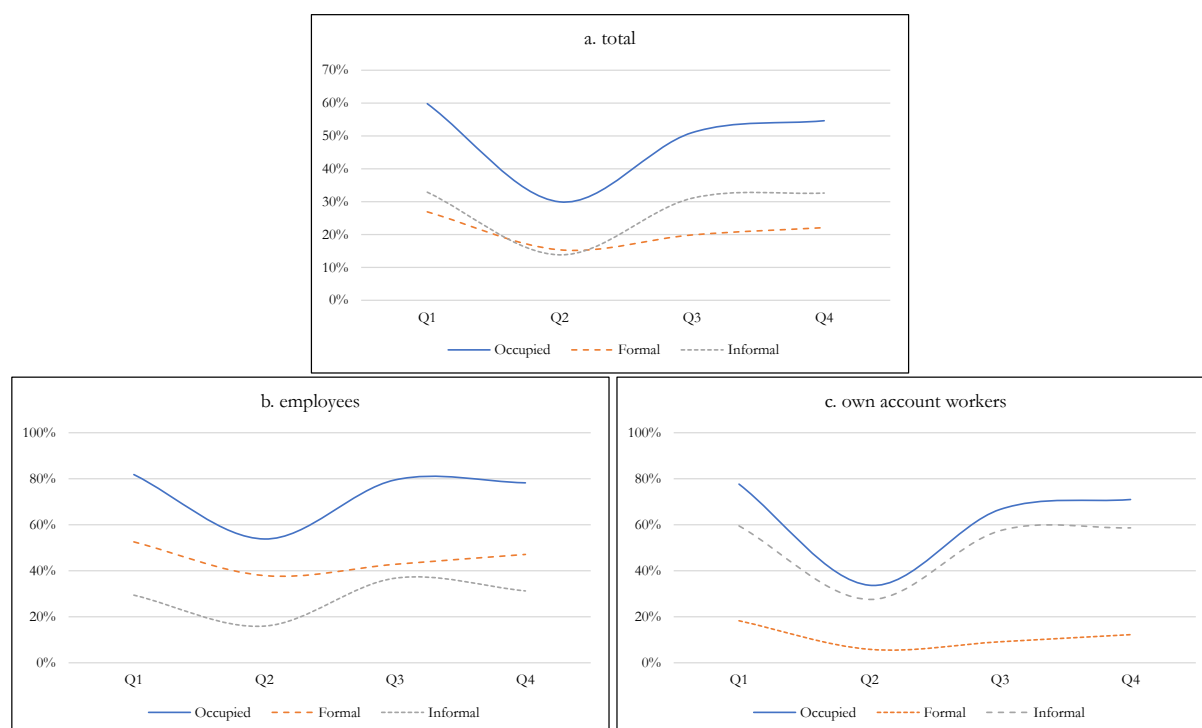 a. total
70%
60%
50%
40%
30%
20%
10%
0%
Q1 Q2 Q3 Q4
Occupied Formal Informal
b. employees
100%
80%
60%
40%
20%
0%
Q1 Q2 Q3 Q4
Occupied Formal Informal
c. own account workers
100%
80%
60%
40%
20%
0%
Q1 Q2 Q3 Q4
Occupied Formal Informal